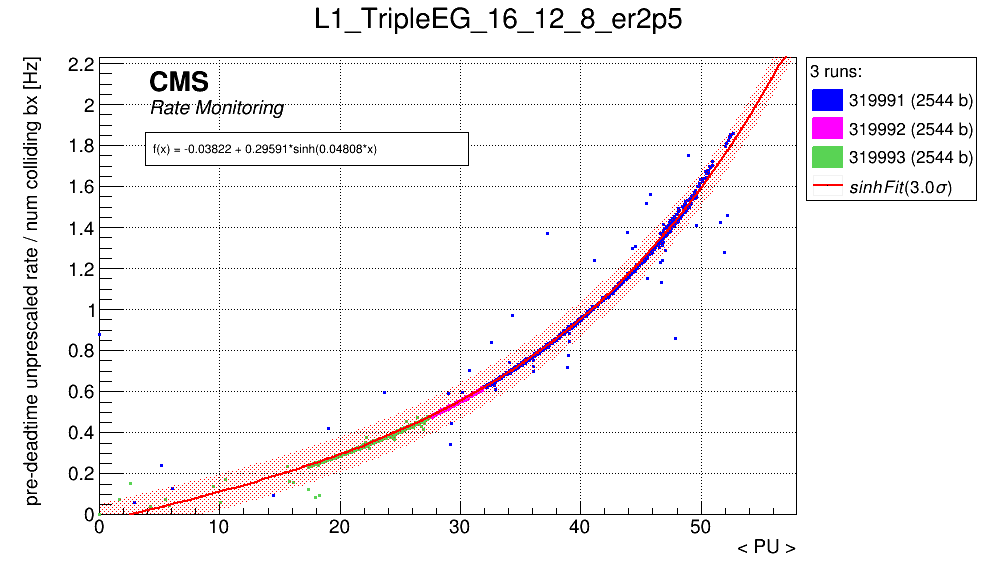 L1_TripleEG_16_12_8_er2p5
pre-deadtime unprescaled rate / num colliding bx [Hz]
2.2
2
1.8
1.6
1.4
1.2
1
0.8
0.6
0.4
0.2
0
CMS
Rate Monitoring
f(x) = -0.03822 + 0.29591*sinh(0.04808*x)
0 10 20 30 40 50
< PU >
3 runs:
319991 (2544 b)
319992 (2544 b)
319993 (2544 b)
sinhFit(3.0σ)